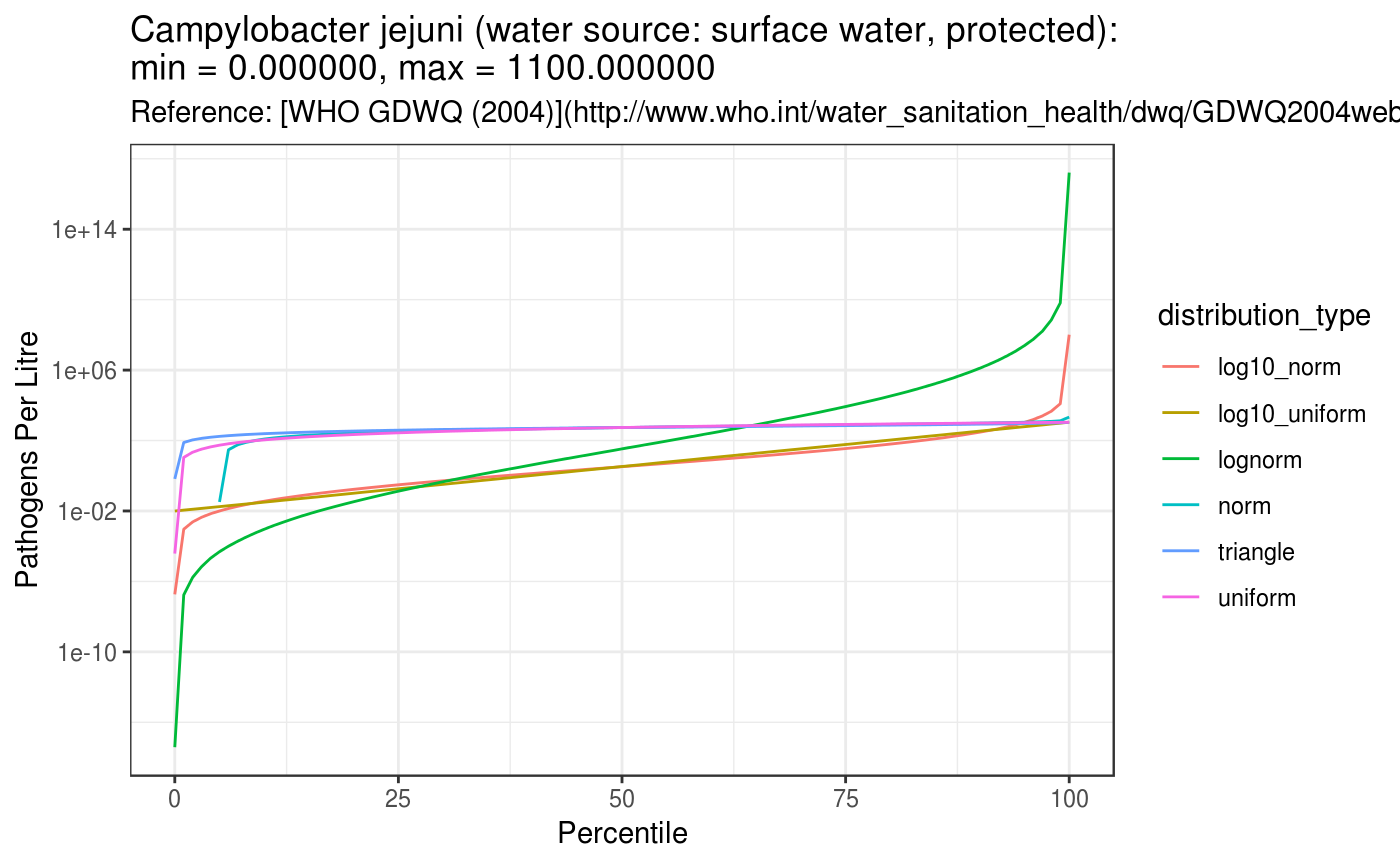 Campylobacter jejuni (water source: surface water, protected):
min = 0.000000, max = 1100.000000
Reference: [WHO GDWQ (2004)](http://www.who.int/water_sanitation_health/dwq/GDWQ2004web
Pathogens Per Litre
1e+14
1e+06
1e-02
1e-10
0
25
50
75
100
Percentile
distribution_type
log10_norm
log10_uniform
lognorm
norm
triangle
uniform